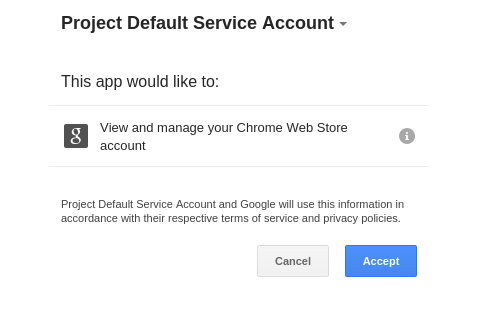 Project Default Service Account
This app would like to:
View and manage your Chrome Web Store
account
Project Default Service Account and Google will use this information in
accordance with their respective terms of service and privacy policies.
Cancel Accept